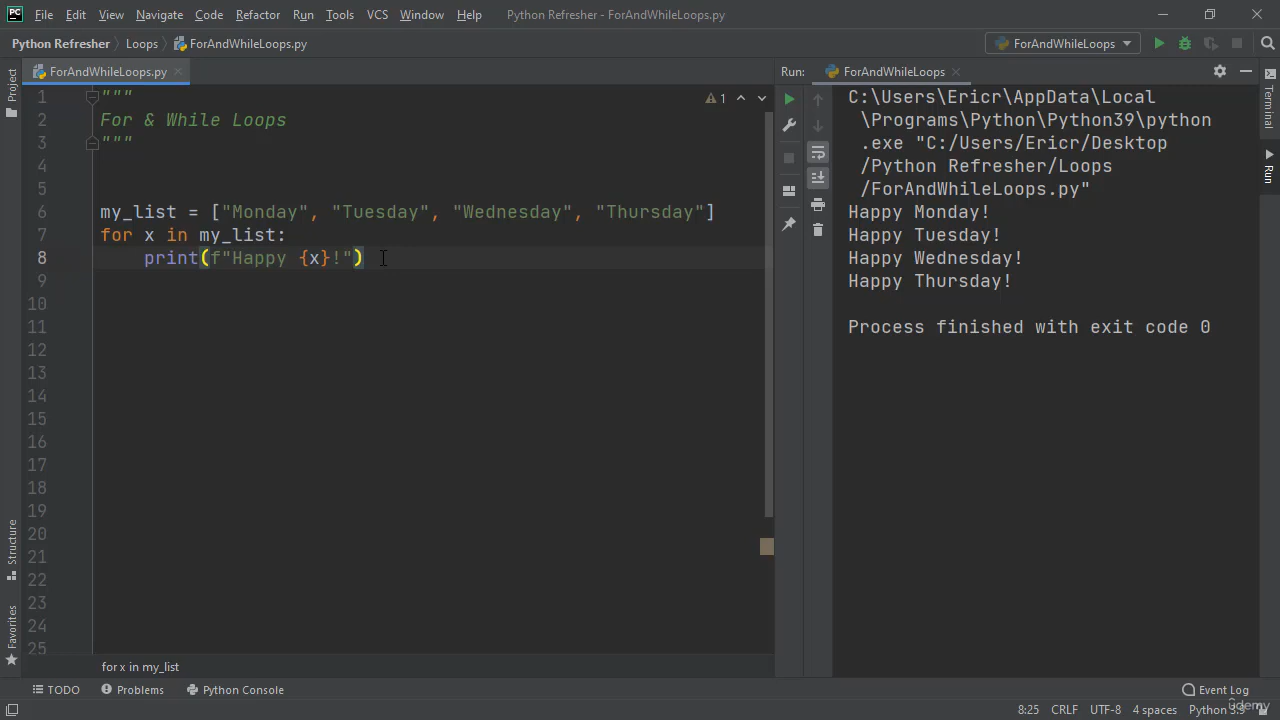 PC File Edit View Navigate Code Refactor Run Tools VCS Window Help Python Refresher - ForAndWhileLoops.py
Python Refresher Loops ForAndWhileLoops.py ForAndWhileLoops
Project
ForAndWhileLoops.py
1 """
2 For & While Loops
3 """
4
5
6 my_list = ["Monday", "Tuesday", "Wednesday", "Thursday"]
7 for x in my_list:
8 print(f"Happy {x}!")
9
10
11
12
13
14
15
16
17
18
19
20
21
22
23
24
25
1
for x in my_list
Structure
Favorites
Run: ForAndWhileLoops
C:\Users\Ericr\AppData\Local
\Programs\Python\Python39\python
.exe "C:/Users/Ericr/Desktop
/Python Refresher/Loops
/ForAndWhileLoops.py"
Happy Monday!
Happy Tuesday!
Happy Wednesday!
Happy Thursday!
Process finished with exit code 0
Terminal
Run
TODO Problems Python Console Event Log
8:25 CRLF UTF-8 4 spaces Python 3.9
Udemy